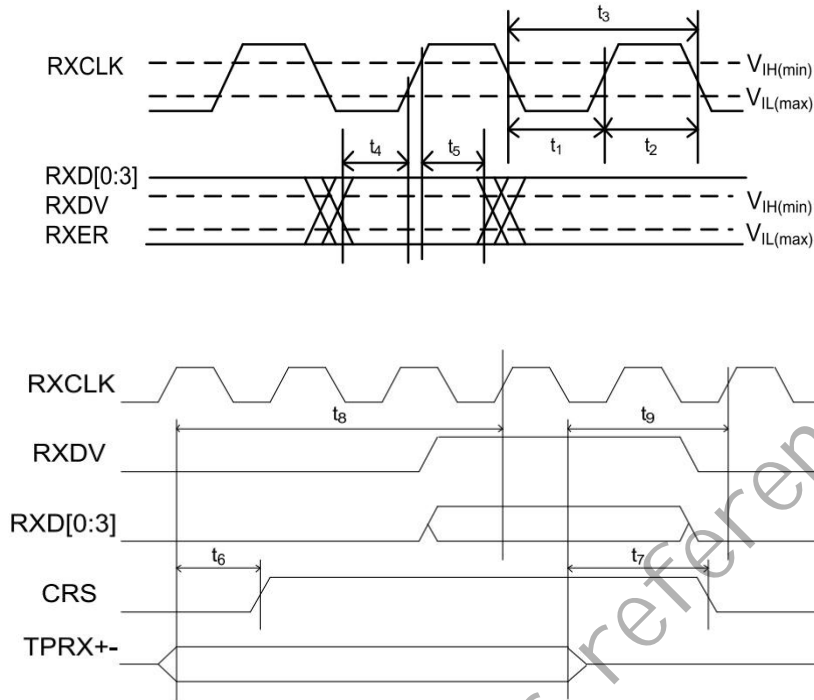 t3
RXCLK
VIH(min)
VIL(max)
t1
t2
t4
t5
RXD[0:3]
RXDV
VIH(min)
RXER
VIL(max)
RXCLK
t8
t9
RXDV
RXD[0:3]
t6
t7
CRS
TPRX+-
referen